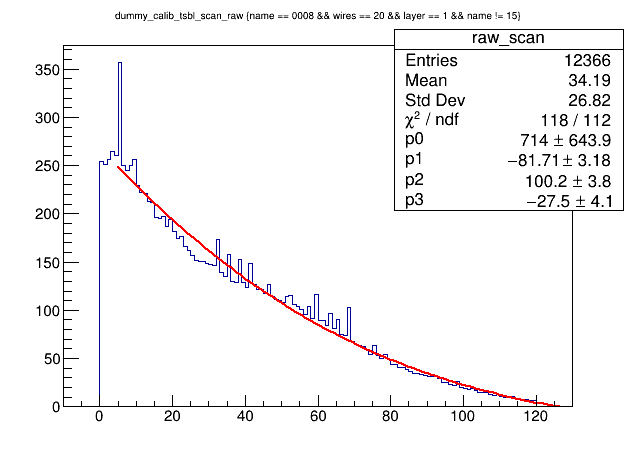 dummy_calib_tsbl_scan_raw {name == 0008 && wires == 20 && layer == 1 && name != 15}
raw_scan
Entries 12366
Mean 34.19
Std Dev 26.82
χ² / ndf 118 / 112
p0 714 ± 643.9
p1 −81.71 ± 3.18
p2 100.2 ± 3.8
p3 −27.5 ± 4.1
350
300
250
200
150
100
50
0
0 20 40 60 80 100 120